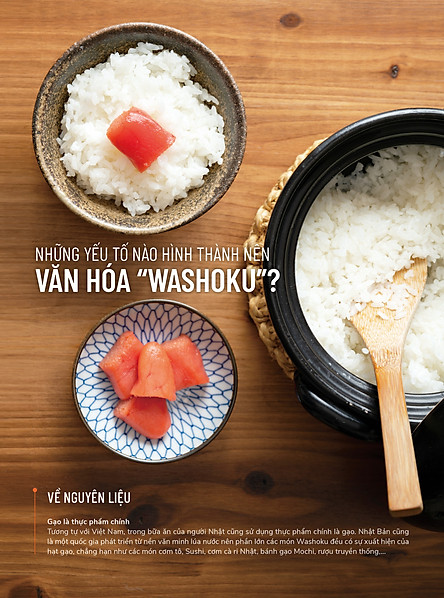 NHỮNG YẾU TỐ NÀO HÌNH THÀNH NÊN
VĂN HÓA “WASHOKU”?
VỀ NGUYÊN LIỆU
Gạo là thực phẩm chính
Tương tự với Việt Nam, trong bữa ăn của người Nhật cũng sử dụng thực phẩm chính là gạo. Nhật Bản cũng
là một quốc gia phát triển từ nền văn minh lúa nước nên phần lớn các món Washoku đều có sự xuất hiện của
hạt gạo, chẳng hạn như các món cơm tô, Sushi, cơm cà ri Nhật, bánh gạo Mochi, rượu truyền thống....